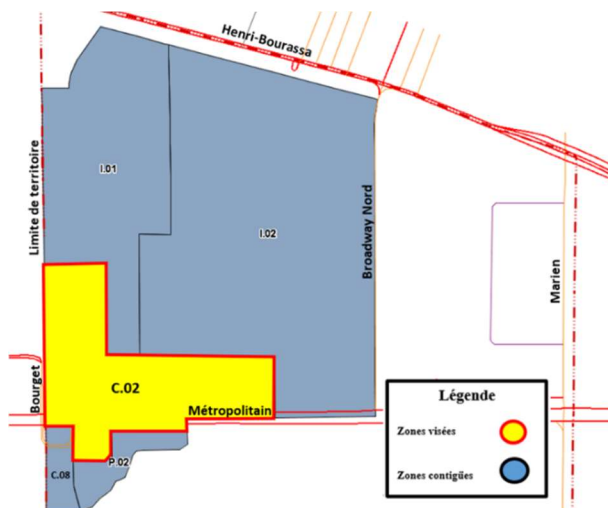 Henri-Bourassa
Limite de territoire
I.01
I.02
Broadway Nord
Marien
Bourget
C.02
Métropolitain
C.08
P.02
Légende
Zones visées
Zones contigües